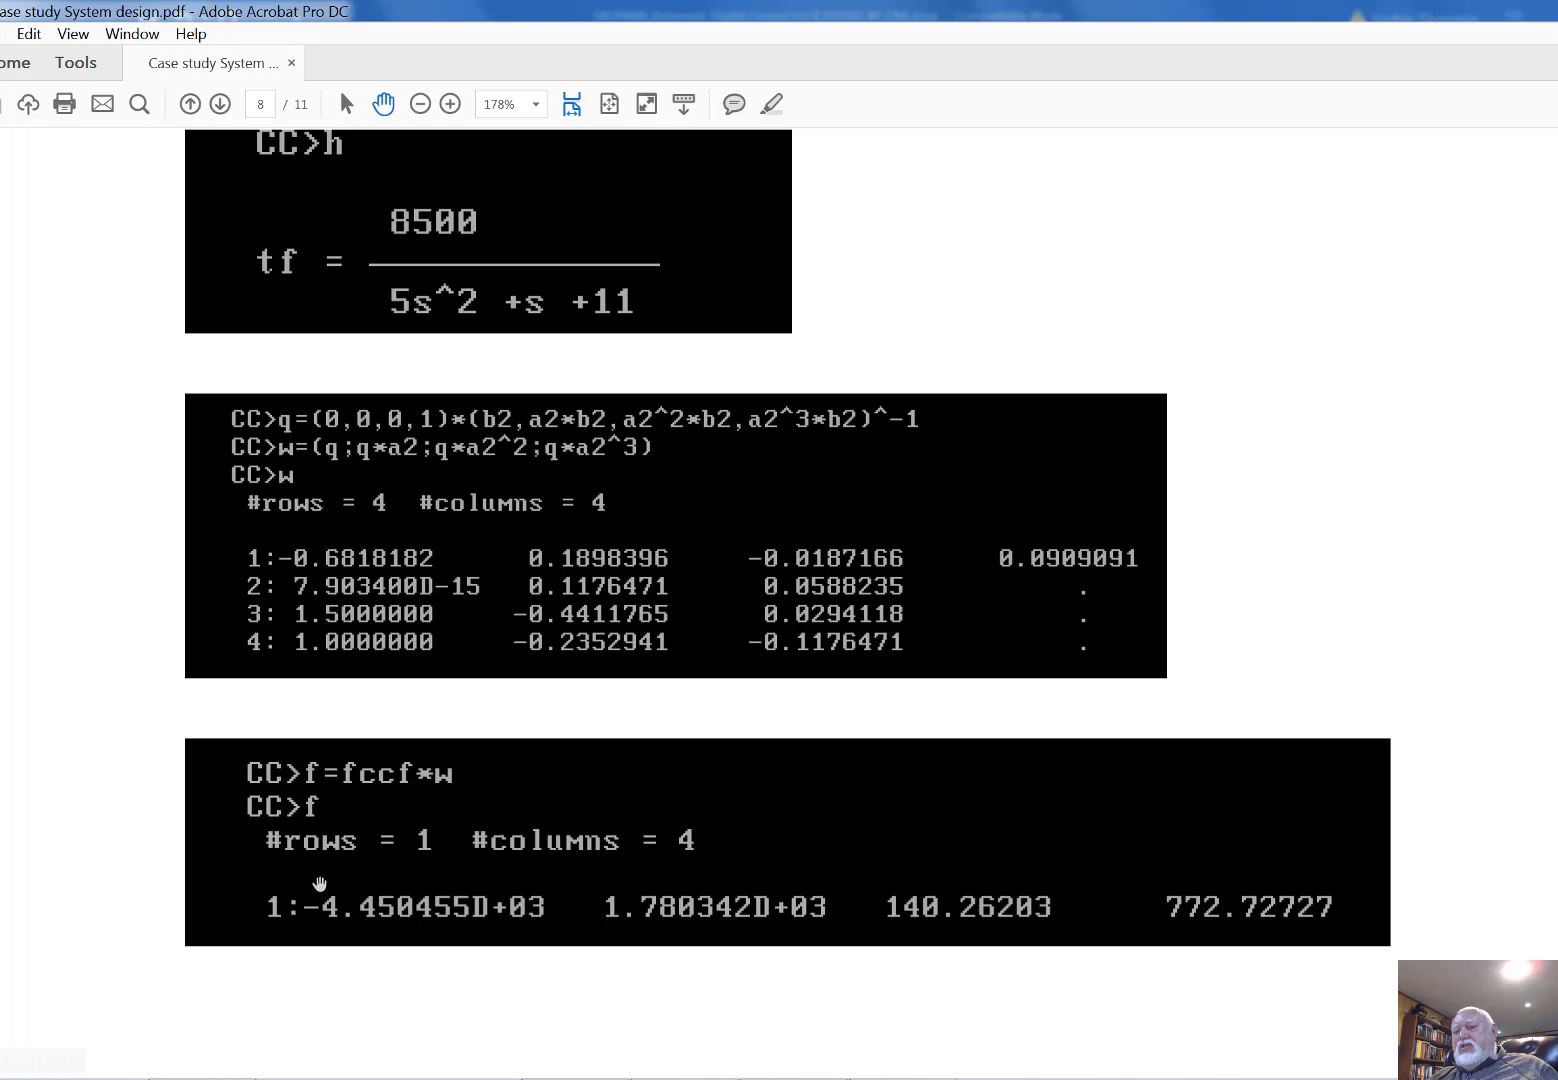 ase study System design.pdf - Adobe Acrobat Pro DC
Edit View Window Help
ome Tools Case study System ... ×
8 / 11 178%
CC>h
8500
tf =
5s^2 +s +11
CC>q=(0,0,0,1)*(b2,a2*b2,a2^2*b2,a2^3*b2)^-1
CC>w=(q;q*a2;q*a2^2;q*a2^3)
CC>w
#rows = 4 #columns = 4
1:-0.6818182 0.1898396 -0.0187166 0.0909091
2: 7.903400D-15 0.1176471 0.0588235 .
3: 1.5000000 -0.4411765 0.0294118 .
4: 1.0000000 -0.2352941 -0.1176471 .
CC>f=fccf*w
CC>f
#rows = 1 #columns = 4
1:-4.450455D+03 1.780342D+03 140.26203 772.72727